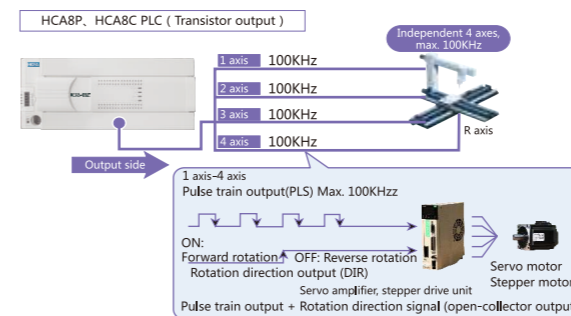 HCA8P、HCA8C PLC ( Transistor output )
Independent 4 axes,
max. 100KHz
1 axis 100KHz
2 axis 100KHz
3 axis 100KHz
4 axis 100KHz
R axis
Output side
1 axis-4 axis
Pulse train output(PLS) Max. 100KHzz
ON:
Forward rotation OFF: Reverse rotation
Rotation direction output (DIR)
Servo motor
Stepper motor
Servo amplifier, stepper drive unit
Pulse train output + Rotation direction signal (open-collector output